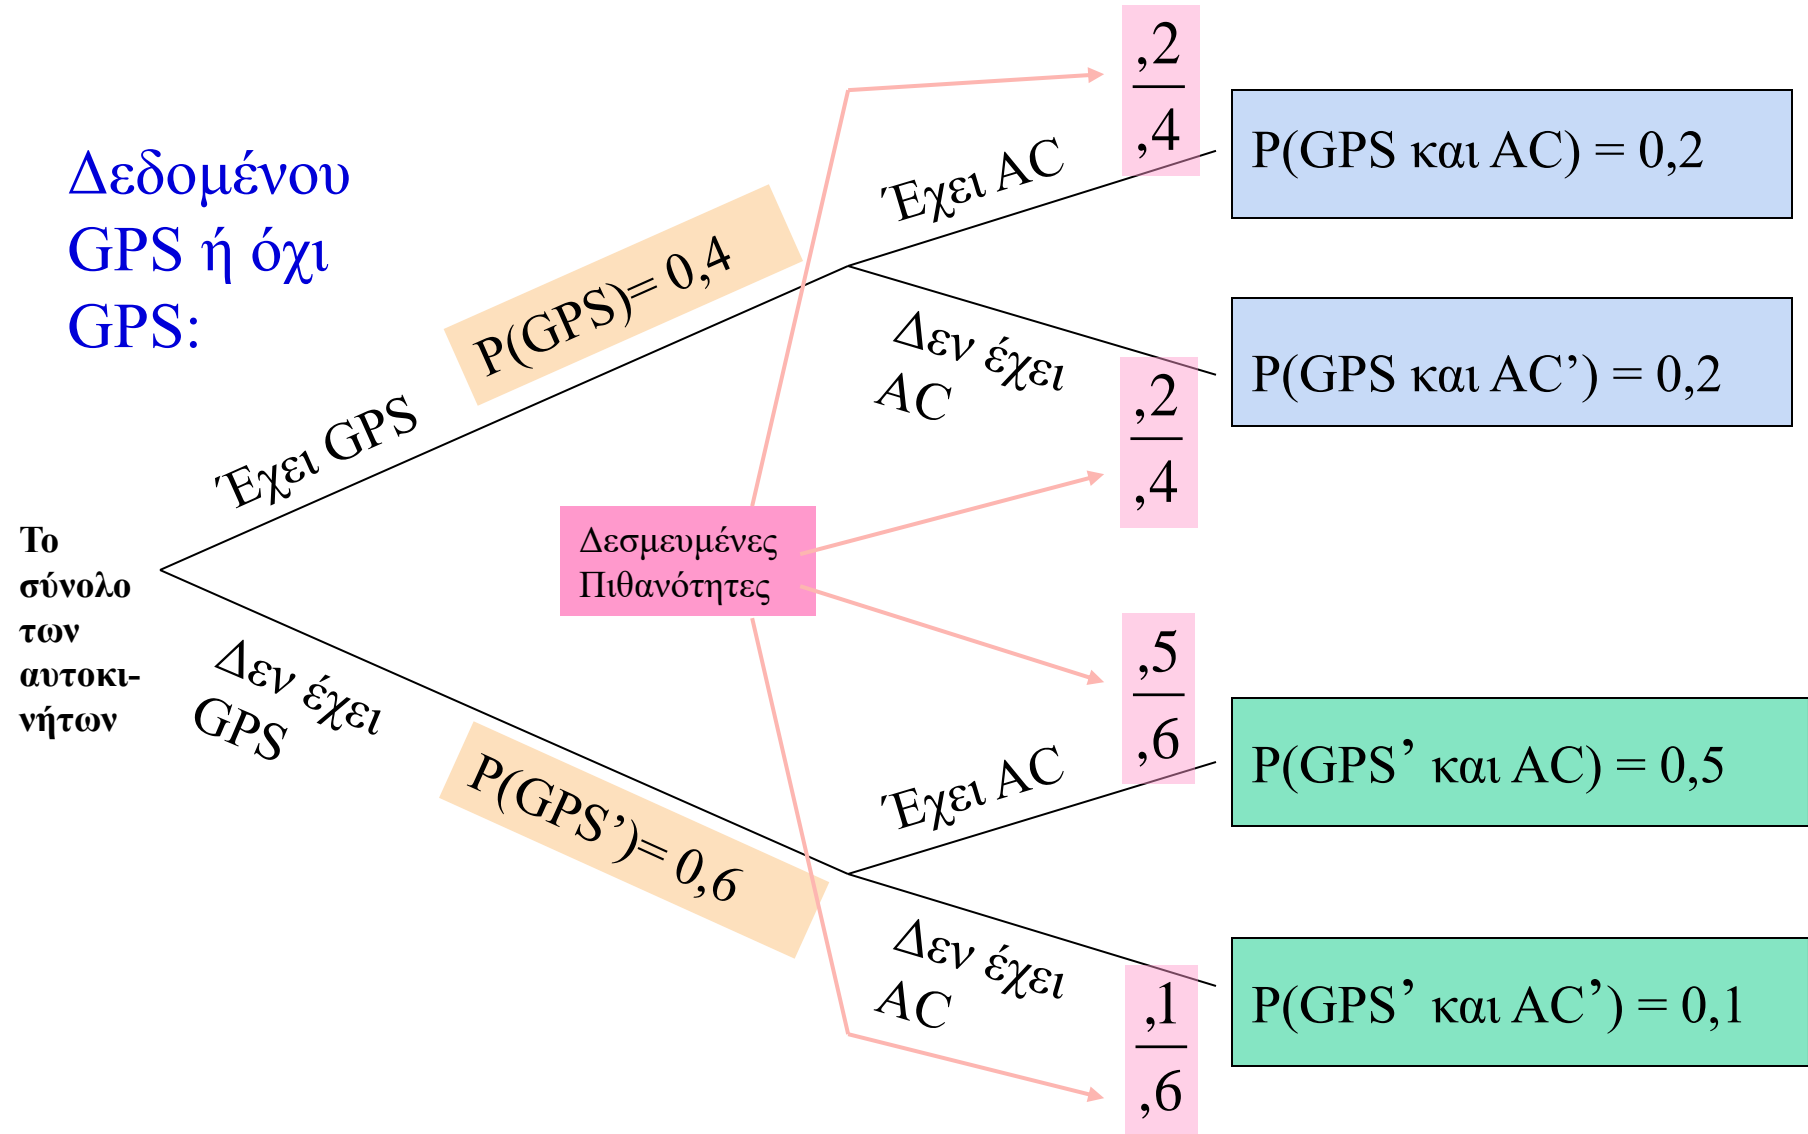 Δεδομένου
GPS ή όχι
GPS:
Το
σύνολο
των
αυτοκι-
νήτων
Έχει GPS
P(GPS)= 0,4
Δεν έχει
GPS
P(GPS’)= 0,6
Δεσμευμένες
Πιθανότητες
Έχει AC
,2
,4
P(GPS και AC) = 0,2
Δεν έχει
AC
,2
,4
P(GPS και AC’) = 0,2
Έχει AC
,5
,6
P(GPS’ και AC) = 0,5
Δεν έχει
AC
,1
,6
P(GPS’ και AC’) = 0,1